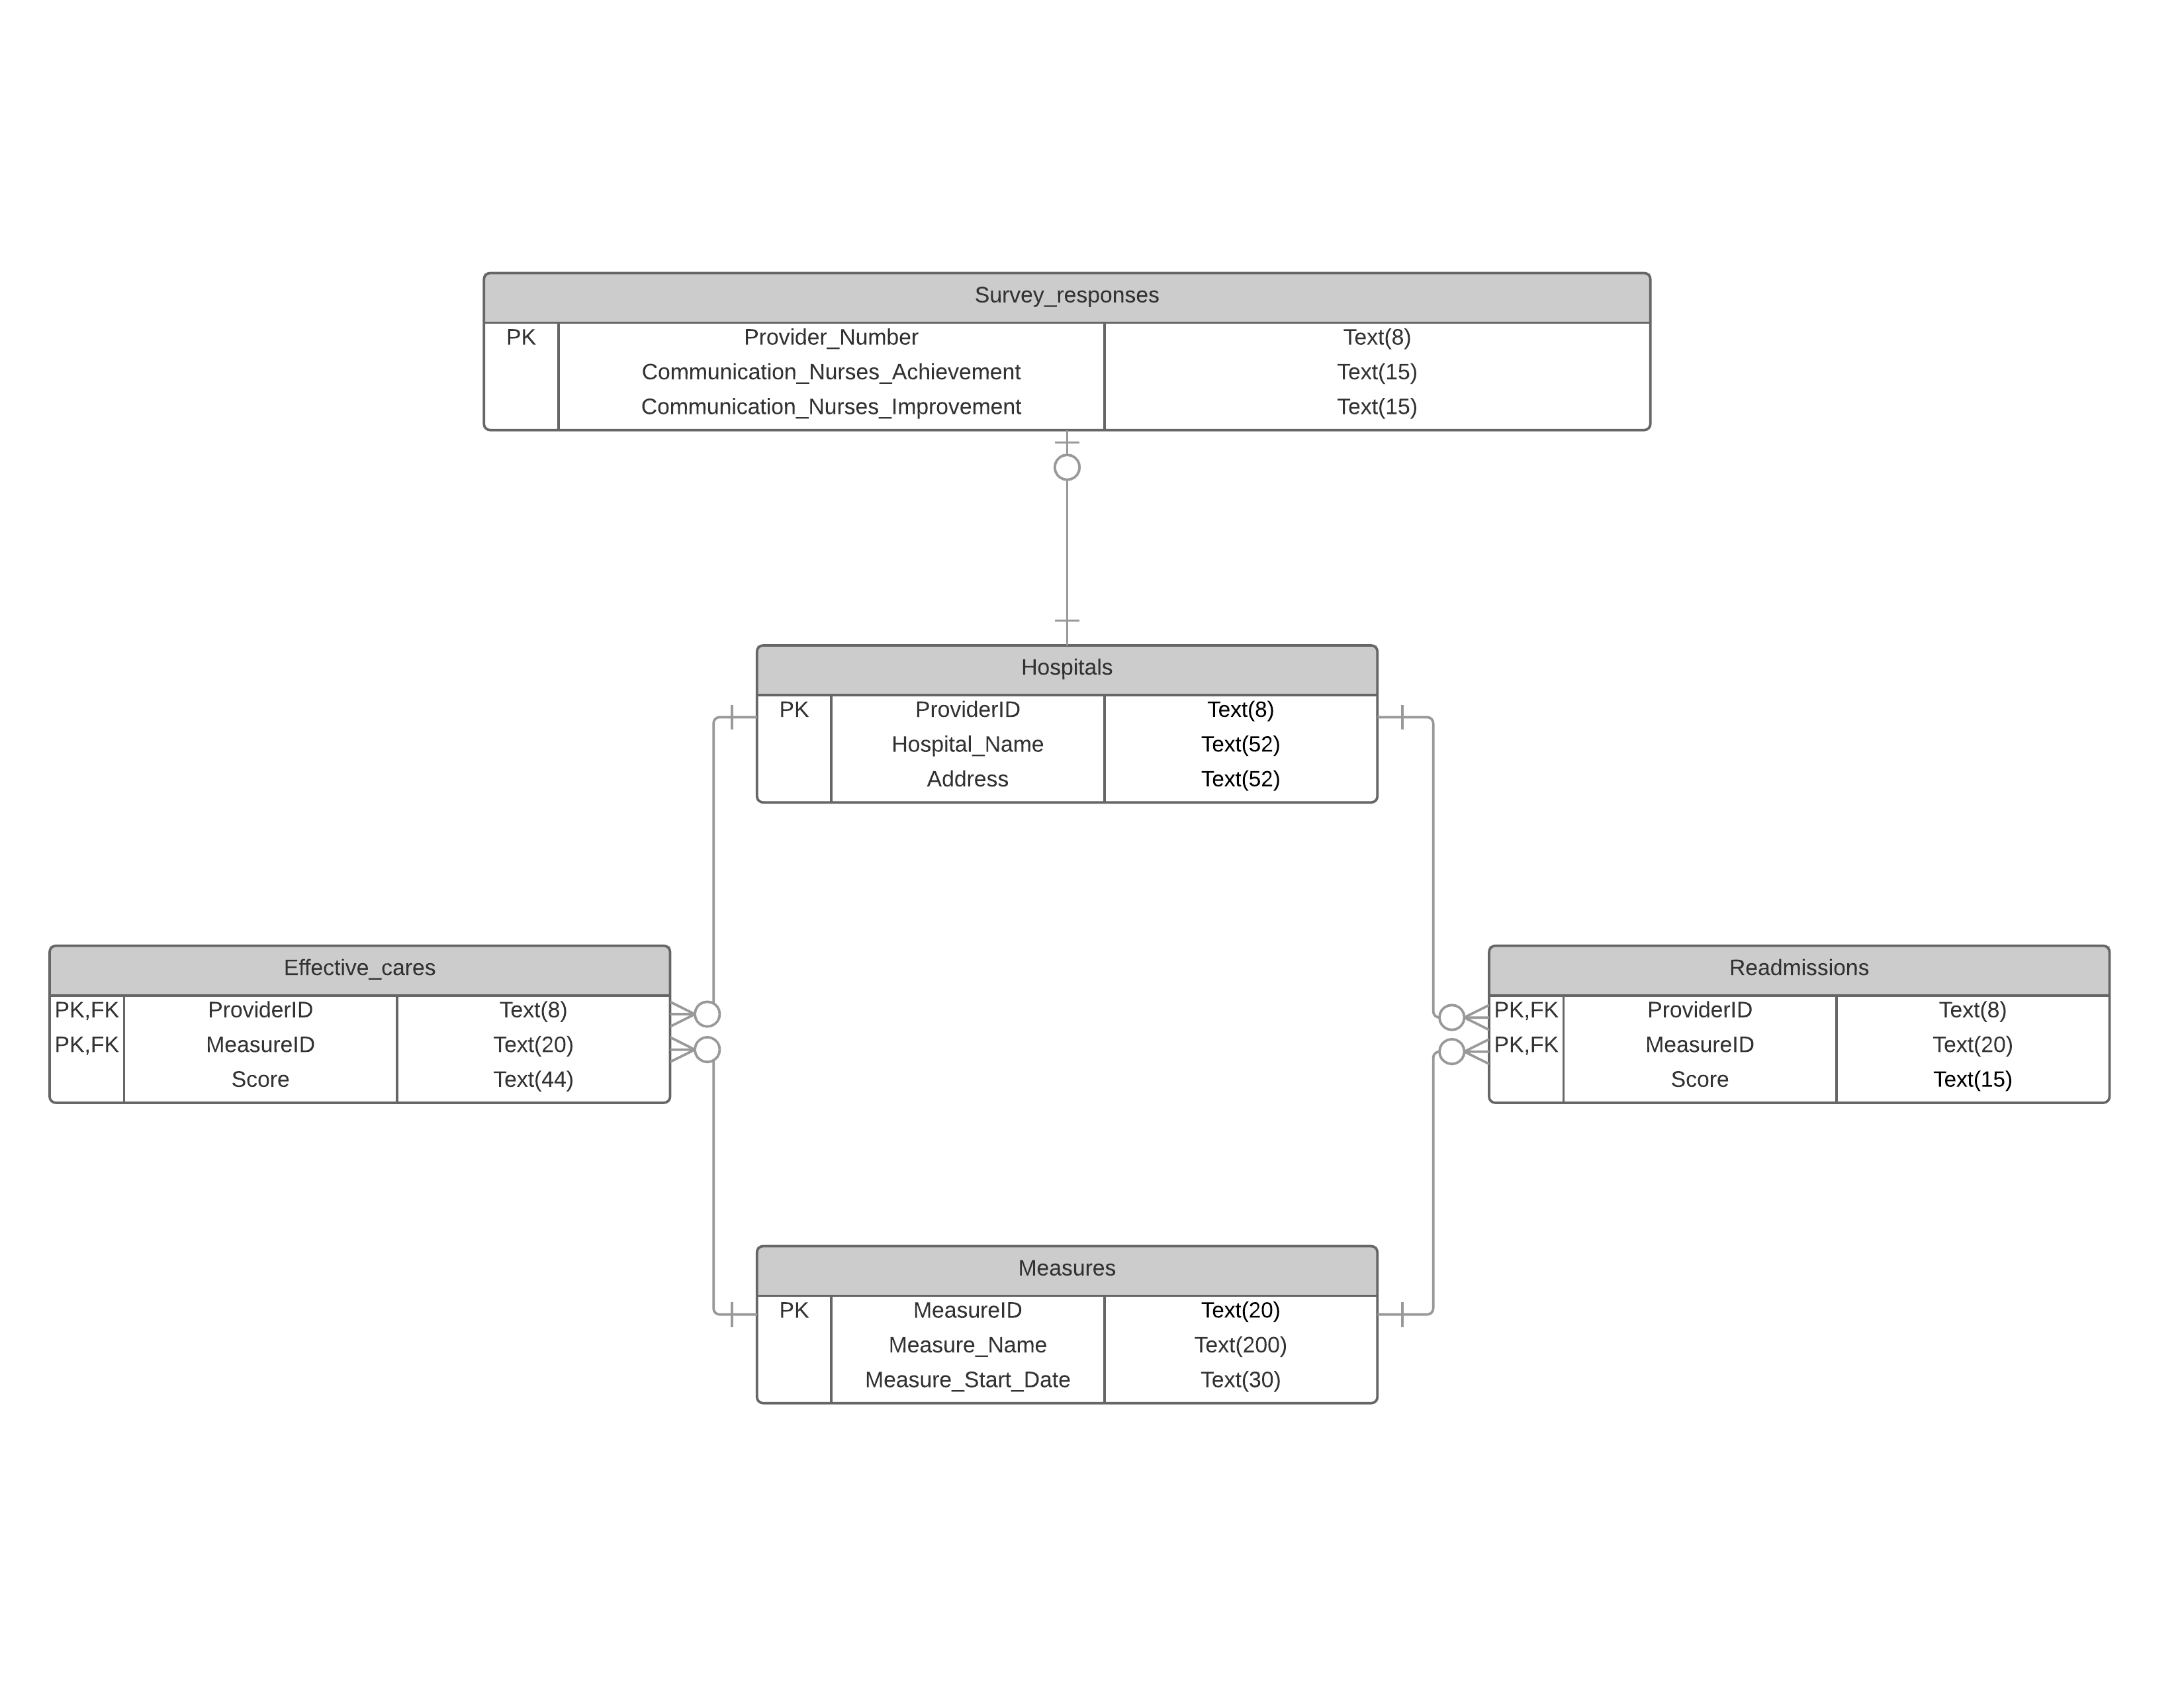 Survey_responses
PK Provider_Number Text(8)
Communication_Nurses_Achievement Text(15)
Communication_Nurses_Improvement Text(15)
Hospitals
PK ProviderID Text(8)
Hospital_Name Text(52)
Address Text(52)
Effective_cares
PK,FK ProviderID Text(8)
PK,FK MeasureID Text(20)
Score Text(44)
Readmissions
PK,FK ProviderID Text(8)
PK,FK MeasureID Text(20)
Score Text(15)
Measures
PK MeasureID Text(20)
Measure_Name Text(200)
Measure_Start_Date Text(30)